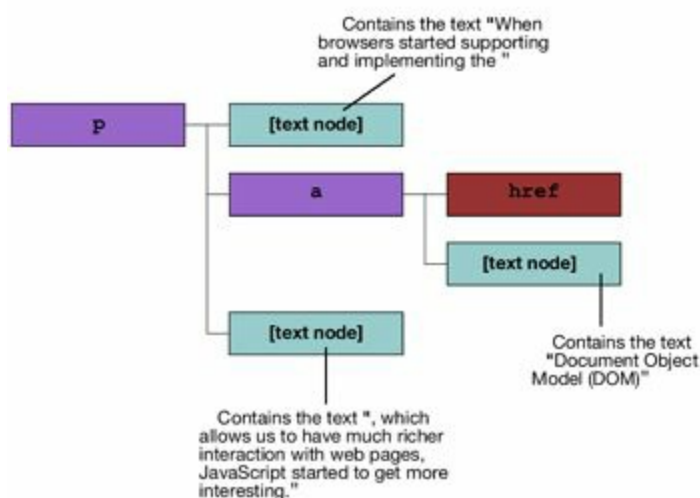 Contains the text "When
browsers started supporting
and implementing the "
p
[text node]
a
href
[text node]
[text node]
Contains the text
"Document Object
Model (DOM)"
Contains the text ", which
allows us to have much richer
interaction with web pages,
JavaScript started to get more
interesting."